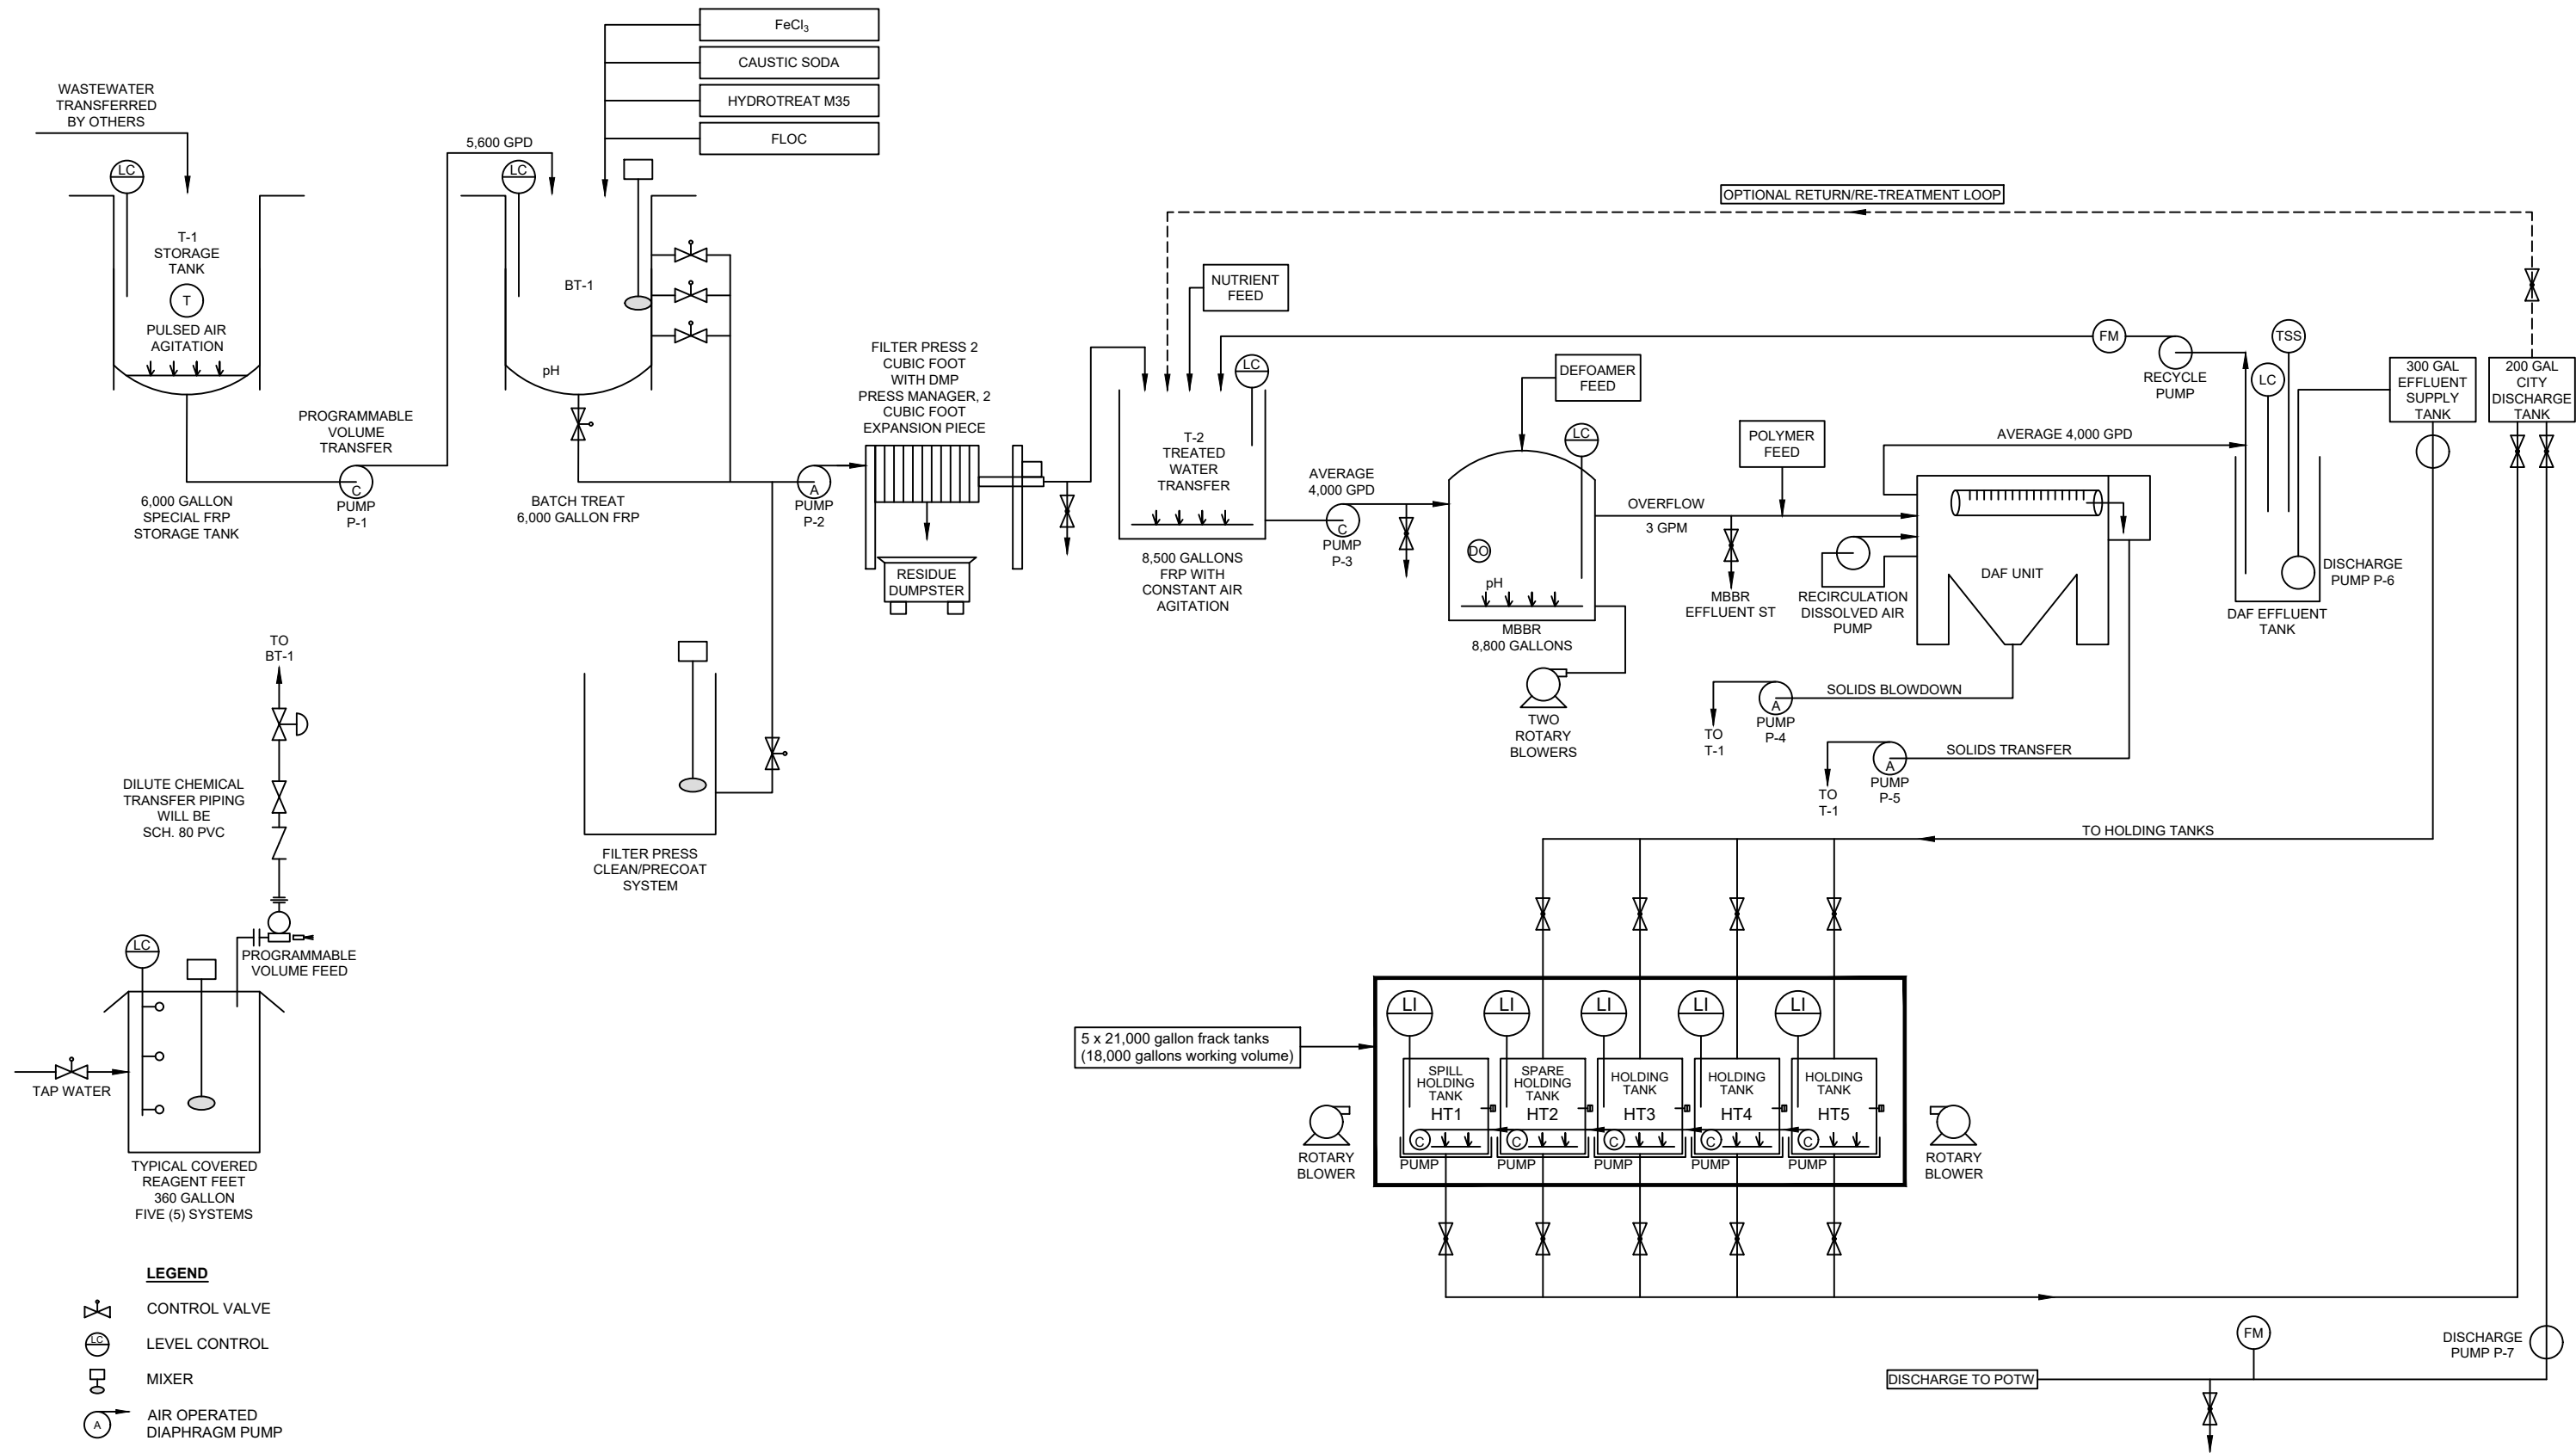 FeCl₃
CAUSTIC SODA
HYDROTREAT M35
FLOC
WASTEWATER
TRANSFERRED
BY OTHERS
LC
T-1
STORAGE
TANK
T
PULSED AIR
AGITATION
6,000 GALLON
SPECIAL FRP
STORAGE TANK
PROGRAMMABLE
VOLUME
TRANSFER
C
PUMP
P-1
5,600 GPD
LC
BT-1
pH
BATCH TREAT
6,000 GALLON FRP
A
PUMP
P-2
FILTER PRESS 2
CUBIC FOOT
WITH DMP
PRESS MANAGER, 2
CUBIC FOOT
EXPANSION PIECE
RESIDUE
DUMPSTER
OPTIONAL RETURN/RE-TREATMENT LOOP
NUTRIENT
FEED
LC
T-2
TREATED
WATER
TRANSFER
8,500 GALLONS
FRP WITH
CONSTANT AIR
AGITATION
AVERAGE
4,000 GPD
C
PUMP
P-3
DEFOAMER
FEED
LC
DO
pH
MBBR
8,800 GALLONS
TWO
ROTARY
BLOWERS
OVERFLOW
3 GPM
MBBR
EFFLUENT ST
POLYMER
FEED
RECIRCULATION
DISSOLVED AIR
PUMP
DAF UNIT
AVERAGE 4,000 GPD
FM
RECYCLE
PUMP
TSS
LC
DISCHARGE
PUMP P-6
DAF EFFLUENT
TANK
300 GAL
EFFLUENT
SUPPLY
TANK
200 GAL
CITY
DISCHARGE
TANK
SOLIDS BLOWDOWN
A
PUMP
P-4
TO
T-1
SOLIDS TRANSFER
A
PUMP
P-5
TO
T-1
TO HOLDING TANKS
TO
BT-1
DILUTE CHEMICAL
TRANSFER PIPING
WILL BE
SCH. 80 PVC
FILTER PRESS
CLEAN/PRECOAT
SYSTEM
PROGRAMMABLE
VOLUME FEED
LC
TAP WATER
TYPICAL COVERED
REAGENT FEET
360 GALLON
FIVE (5) SYSTEMS
5 x 21,000 gallon frack tanks
(18,000 gallons working volume)
LI
LI
LI
LI
LI
SPILL
HOLDING
TANK
HT1
C
PUMP
SPARE
HOLDING
TANK
HT2
C
PUMP
HOLDING
TANK
HT3
C
PUMP
HOLDING
TANK
HT4
C
PUMP
HOLDING
TANK
HT5
C
PUMP
ROTARY
BLOWER
ROTARY
BLOWER
FM
DISCHARGE
PUMP P-7
DISCHARGE TO POTW
LEGEND
CONTROL VALVE
LC
LEVEL CONTROL
MIXER
A
AIR OPERATED
DIAPHRAGM PUMP